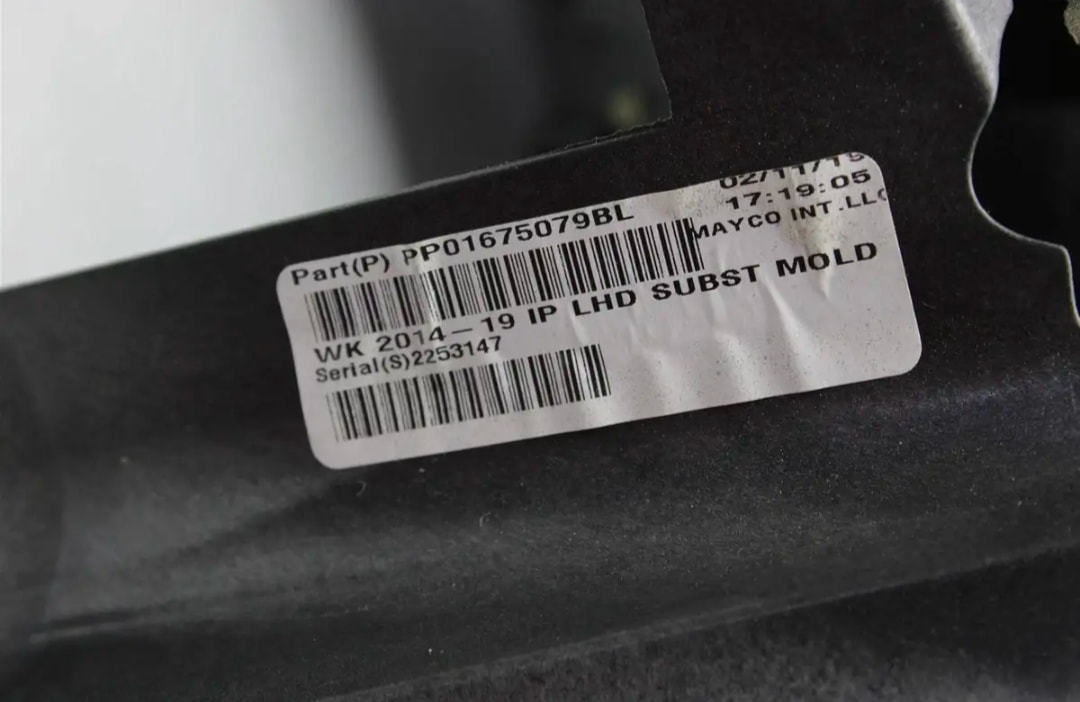 02/11/19
17:19:05
Part(P) PP01675079BL
MAYCO INT.LLC
WK 2014-19 IP LHD SUBST MOLD
Serial(S)2253147